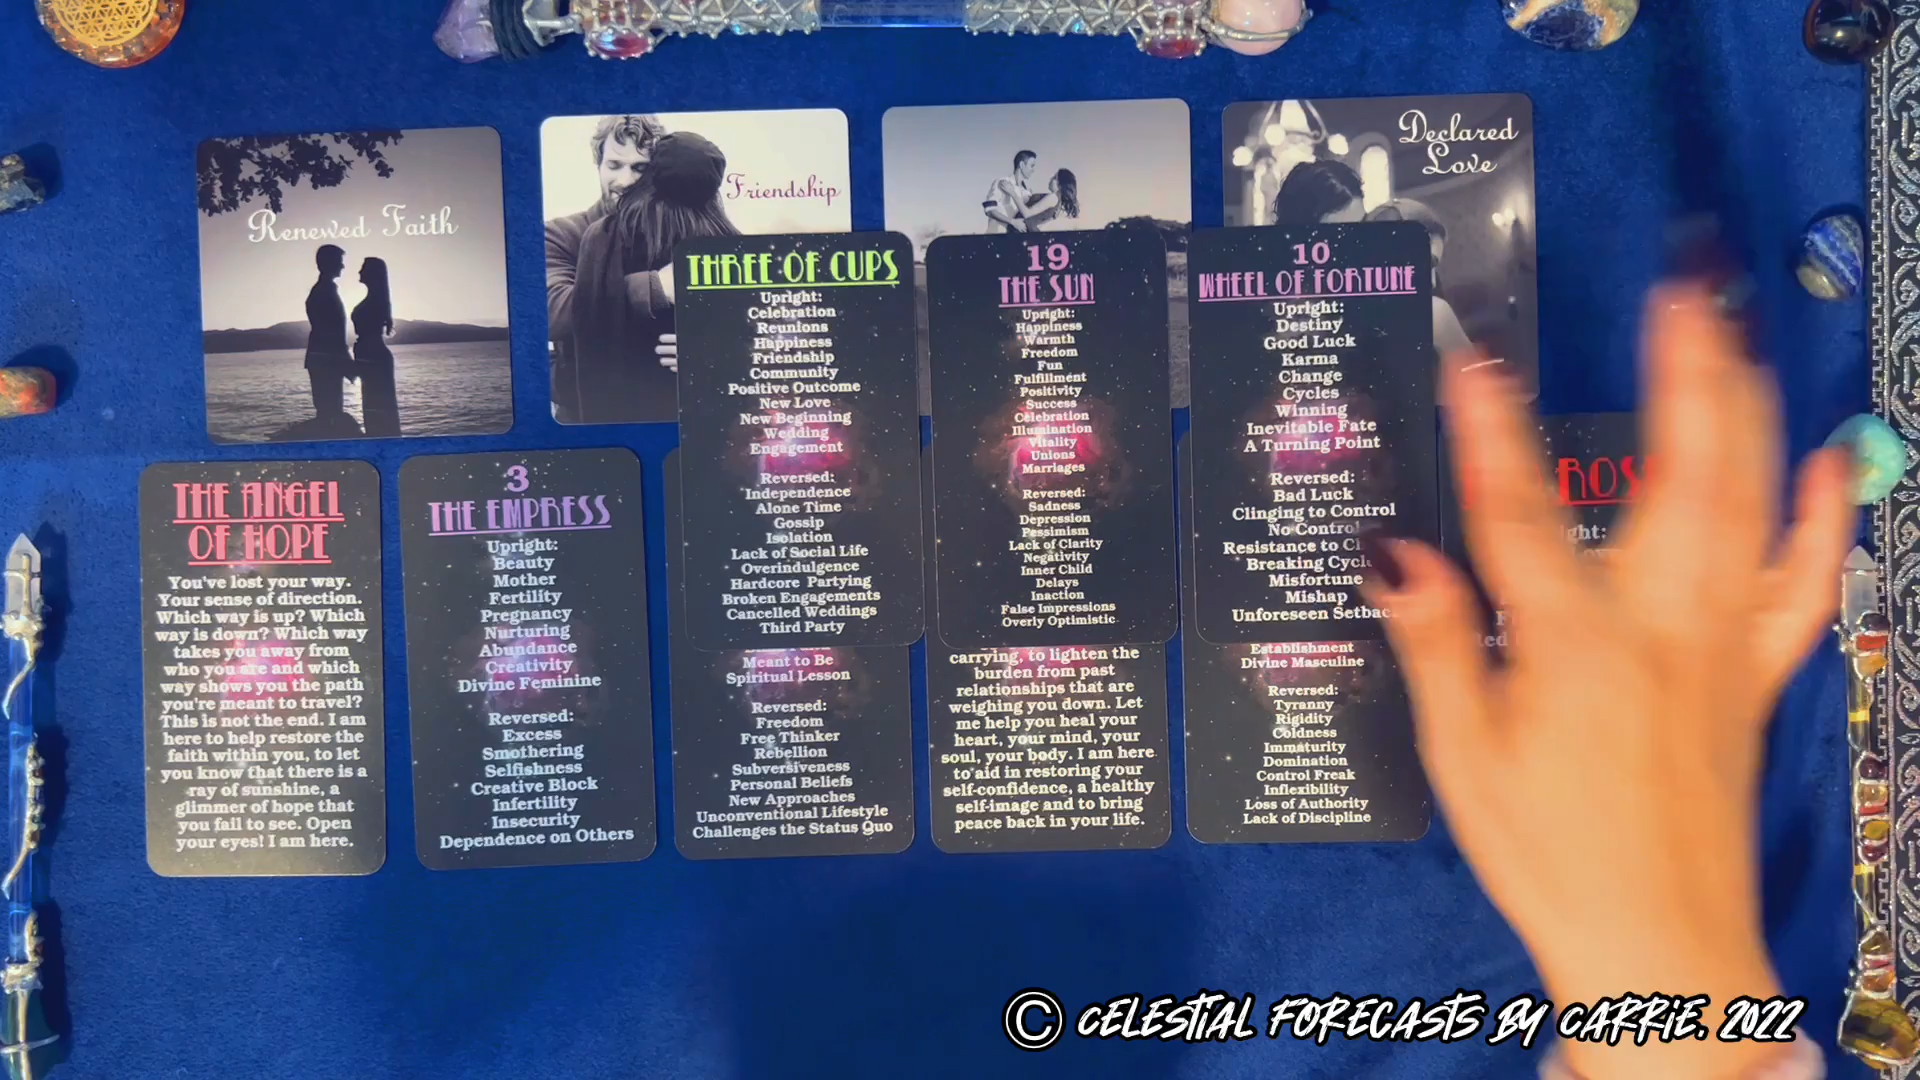 Renewed Faith
Friendship
Declared
Love
THREE OF CUPS
Upright:
Celebration
Reunions
Happiness
Friendship
Community
Positive Outcome
New Love
New Beginning
Wedding
Engagement
Reversed:
Independence
Alone Time
Gossip
Isolation
Lack of Social Life
Overindulgence
Hardcore Partying
Broken Engagements
Cancelled Weddings
Third Party
19
THE SUN
Upright:
Happiness
Warmth
Freedom
Fun
Fulfillment
Positivity
Success
Celebration
Illumination
Vitality
Unions
Marriages
Reversed:
Sadness
Depression
Pessimism
Lack of Clarity
Negativity
Inner Child
Delays
Inaction
False Impressions
Overly Optimistic
10
WHEEL OF FORTUNE
Upright:
Destiny
Good Luck
Karma
Change
Cycles
Winning
Inevitable Fate
A Turning Point
Reversed:
Bad Luck
Clinging to Control
No Control
Resistance to
Breaking
Misfortune
Mishap
Unforeseen
THE ANGEL
OF HOPE
You've lost your way.
Your sense of direction.
Which way is up? Which
way is down? Which way
takes you away from
who you are and which
way shows you the path
you're meant to travel?
This is not the end. I am
here to help restore the
faith within you, to let
you know that there is a
ray of sunshine, a
glimmer of hope that
you fail to see. Open
your eyes! I am here.
3
THE EMPRESS
Upright:
Beauty
Mother
Fertility
Pregnancy
Nurturing
Abundance
Creativity
Divine Feminine
Reversed:
Excess
Smothering
Selfishness
Creative Block
Infertility
Insecurity
Dependence on Others
Meant to Be
Spiritual Lesson
Reversed:
Freedom
Free Thinker
Rebellion
Subversiveness
Personal Beliefs
New Approaches
Unconventional Lifestyle
Challenges the Status Quo
carrying, to lighten the
burden from past
relationships that are
weighing you down. Let
me help you heal your
heart, your mind, your
soul, your body. I am here
to aid in restoring your
self-confidence, a healthy
self-image and to bring
peace back in your life.
Establishment
Divine Masculine
Reversed:
Tyranny
Rigidity
Coldness
Immaturity
Domination
Control Freak
Inflexibility
Loss of Authority
Lack of Discipline
© CELESTIAL FORECASTS BY CARRIE. 2022